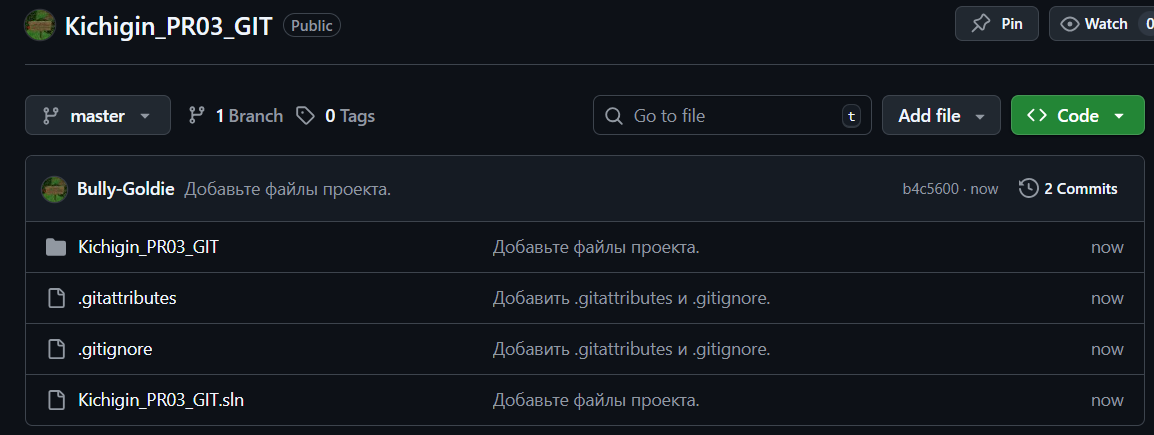 Kichigin_PR03_GIT Public Pin Watch 0
master 1 Branch 0 Tags Go to file t Add file Code
Bully-Goldie Добавьте файлы проекта. b4c5600 · now 2 Commits
Kichigin_PR03_GIT Добавьте файлы проекта. now
.gitattributes Добавить .gitattributes и .gitignore. now
.gitignore Добавить .gitattributes и .gitignore. now
Kichigin_PR03_GIT.sln Добавьте файлы проекта. now